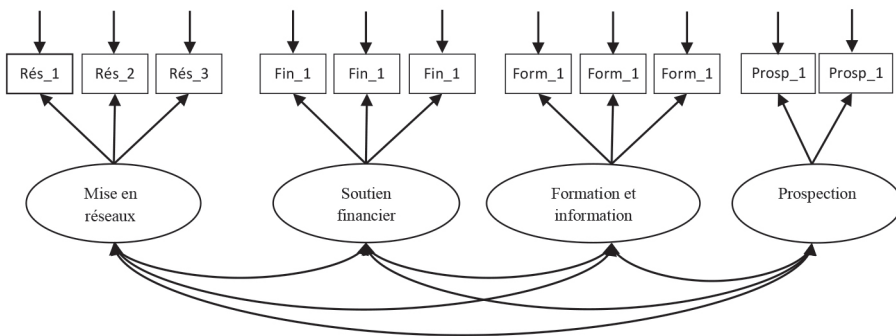 Rés_1
Rés_2
Rés_3
Fin_1
Fin_1
Fin_1
Form_1
Form_1
Form_1
Prosp_1
Prosp_1
Mise en
réseaux
Soutien
financier
Formation et
information
Prospection